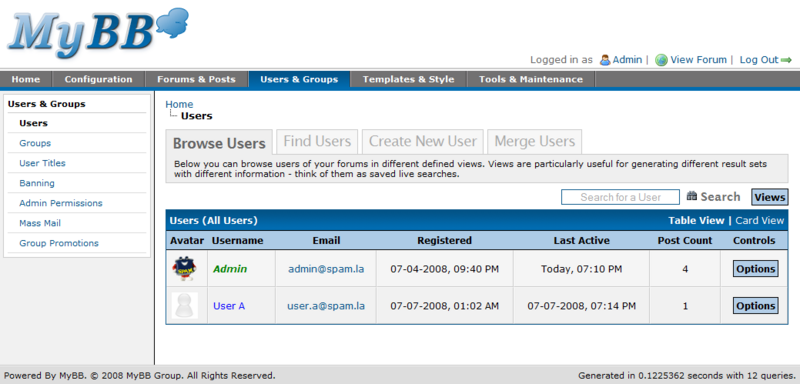 MyBB
Logged in as Admin | View Forum | Log Out
Home Configuration Forums & Posts Users & Groups Templates & Style Tools & Maintenance
Users & Groups
Users
Groups
User Titles
Banning
Admin Permissions
Mass Mail
Group Promotions
Home
Users
Browse Users Find Users Create New User Merge Users
Below you can browse users of your forums in different defined views. Views are particularly useful for generating different result sets
with different information - think of them as saved live searches.
Search for a User Search Views
Users (All Users) Table View | Card View
Avatar Username Email Registered Last Active Post Count Controls
Admin admin@spam.la 07-04-2008, 09:40 PM Today, 07:10 PM 4 Options
User A user.a@spam.la 07-07-2008, 01:02 AM 07-07-2008, 07:14 PM 1 Options
Powered By MyBB. © 2008 MyBB Group. All Rights Reserved. Generated in 0.1225362 seconds with 12 queries.